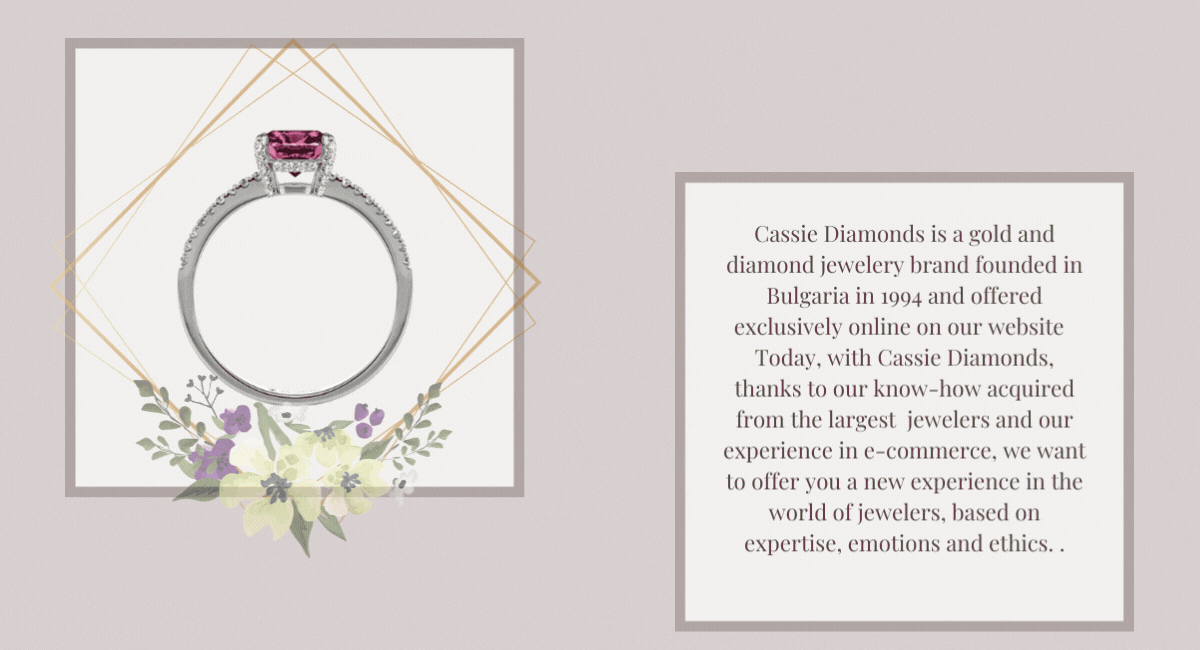 Cassie Diamonds is a gold and
diamond jewelery brand founded in
Bulgaria in 1994 and offered
exclusively online on our website
Today, with Cassie Diamonds,
thanks to our know-how acquired
from the largest  jewelers and our
experience in e-commerce, we want
to offer you a new experience in the
world of jewelers, based on
expertise, emotions and ethics. .